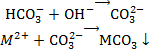 HCO₃⁻ + OH⁻ ⟶ CO₃²⁻
M²⁺ + CO₃²⁻ ⟶ MCO₃ ↓